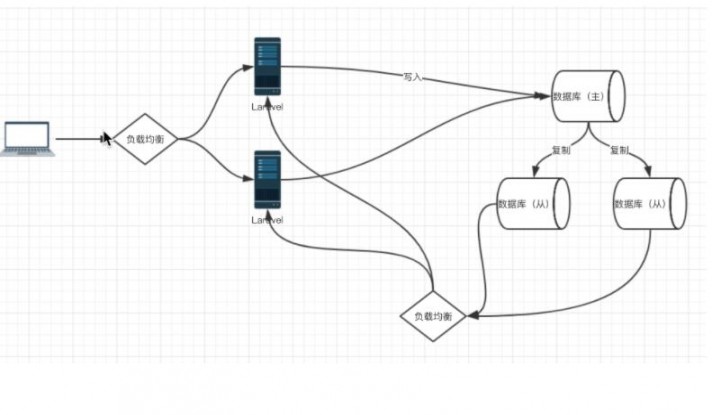 写入
Laravel
数据库（主）
负载均衡
复制
复制
Laravel
数据库（从）
数据库（从）
负载均衡